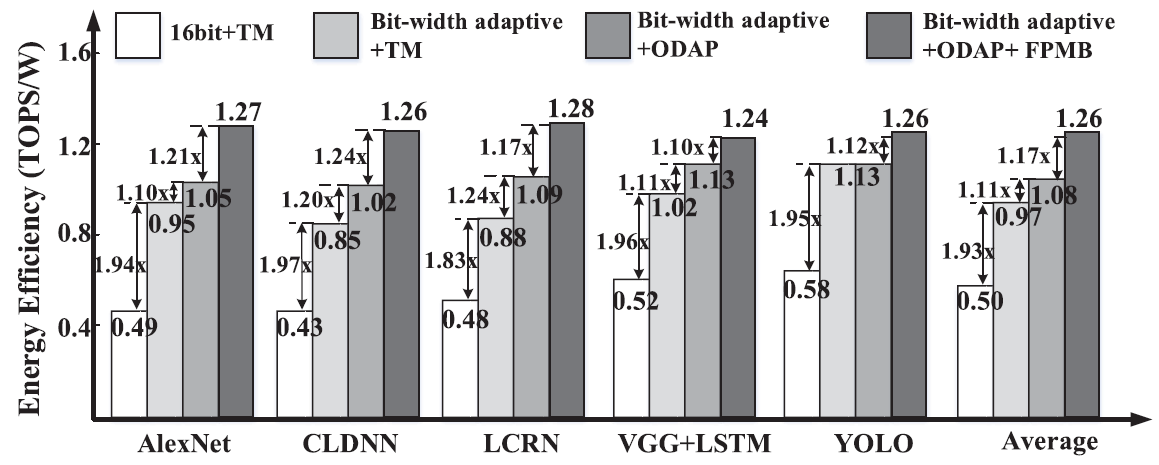 16bit+TM
Bit-width adaptive
+TM
Bit-width adaptive
+ODAP
Bit-width adaptive
+ODAP+ FPMB
Energy Efficiency (TOPS/W)
1.6
1.2
0.8
0.4
1.94x
0.49
1.10x
0.95
1.21x
1.05
1.27
1.97x
0.43
1.20x
0.85
1.24x
1.02
1.26
1.83x
0.48
1.24x
0.88
1.17x
1.09
1.28
1.96x
0.52
1.11x
1.02
1.10x
1.13
1.24
1.95x
0.58
1.13
1.12x
1.26
1.93x
0.50
1.11x
0.97
1.17x
1.08
1.26
AlexNet
CLDNN
LCRN
VGG+LSTM
YOLO
Average